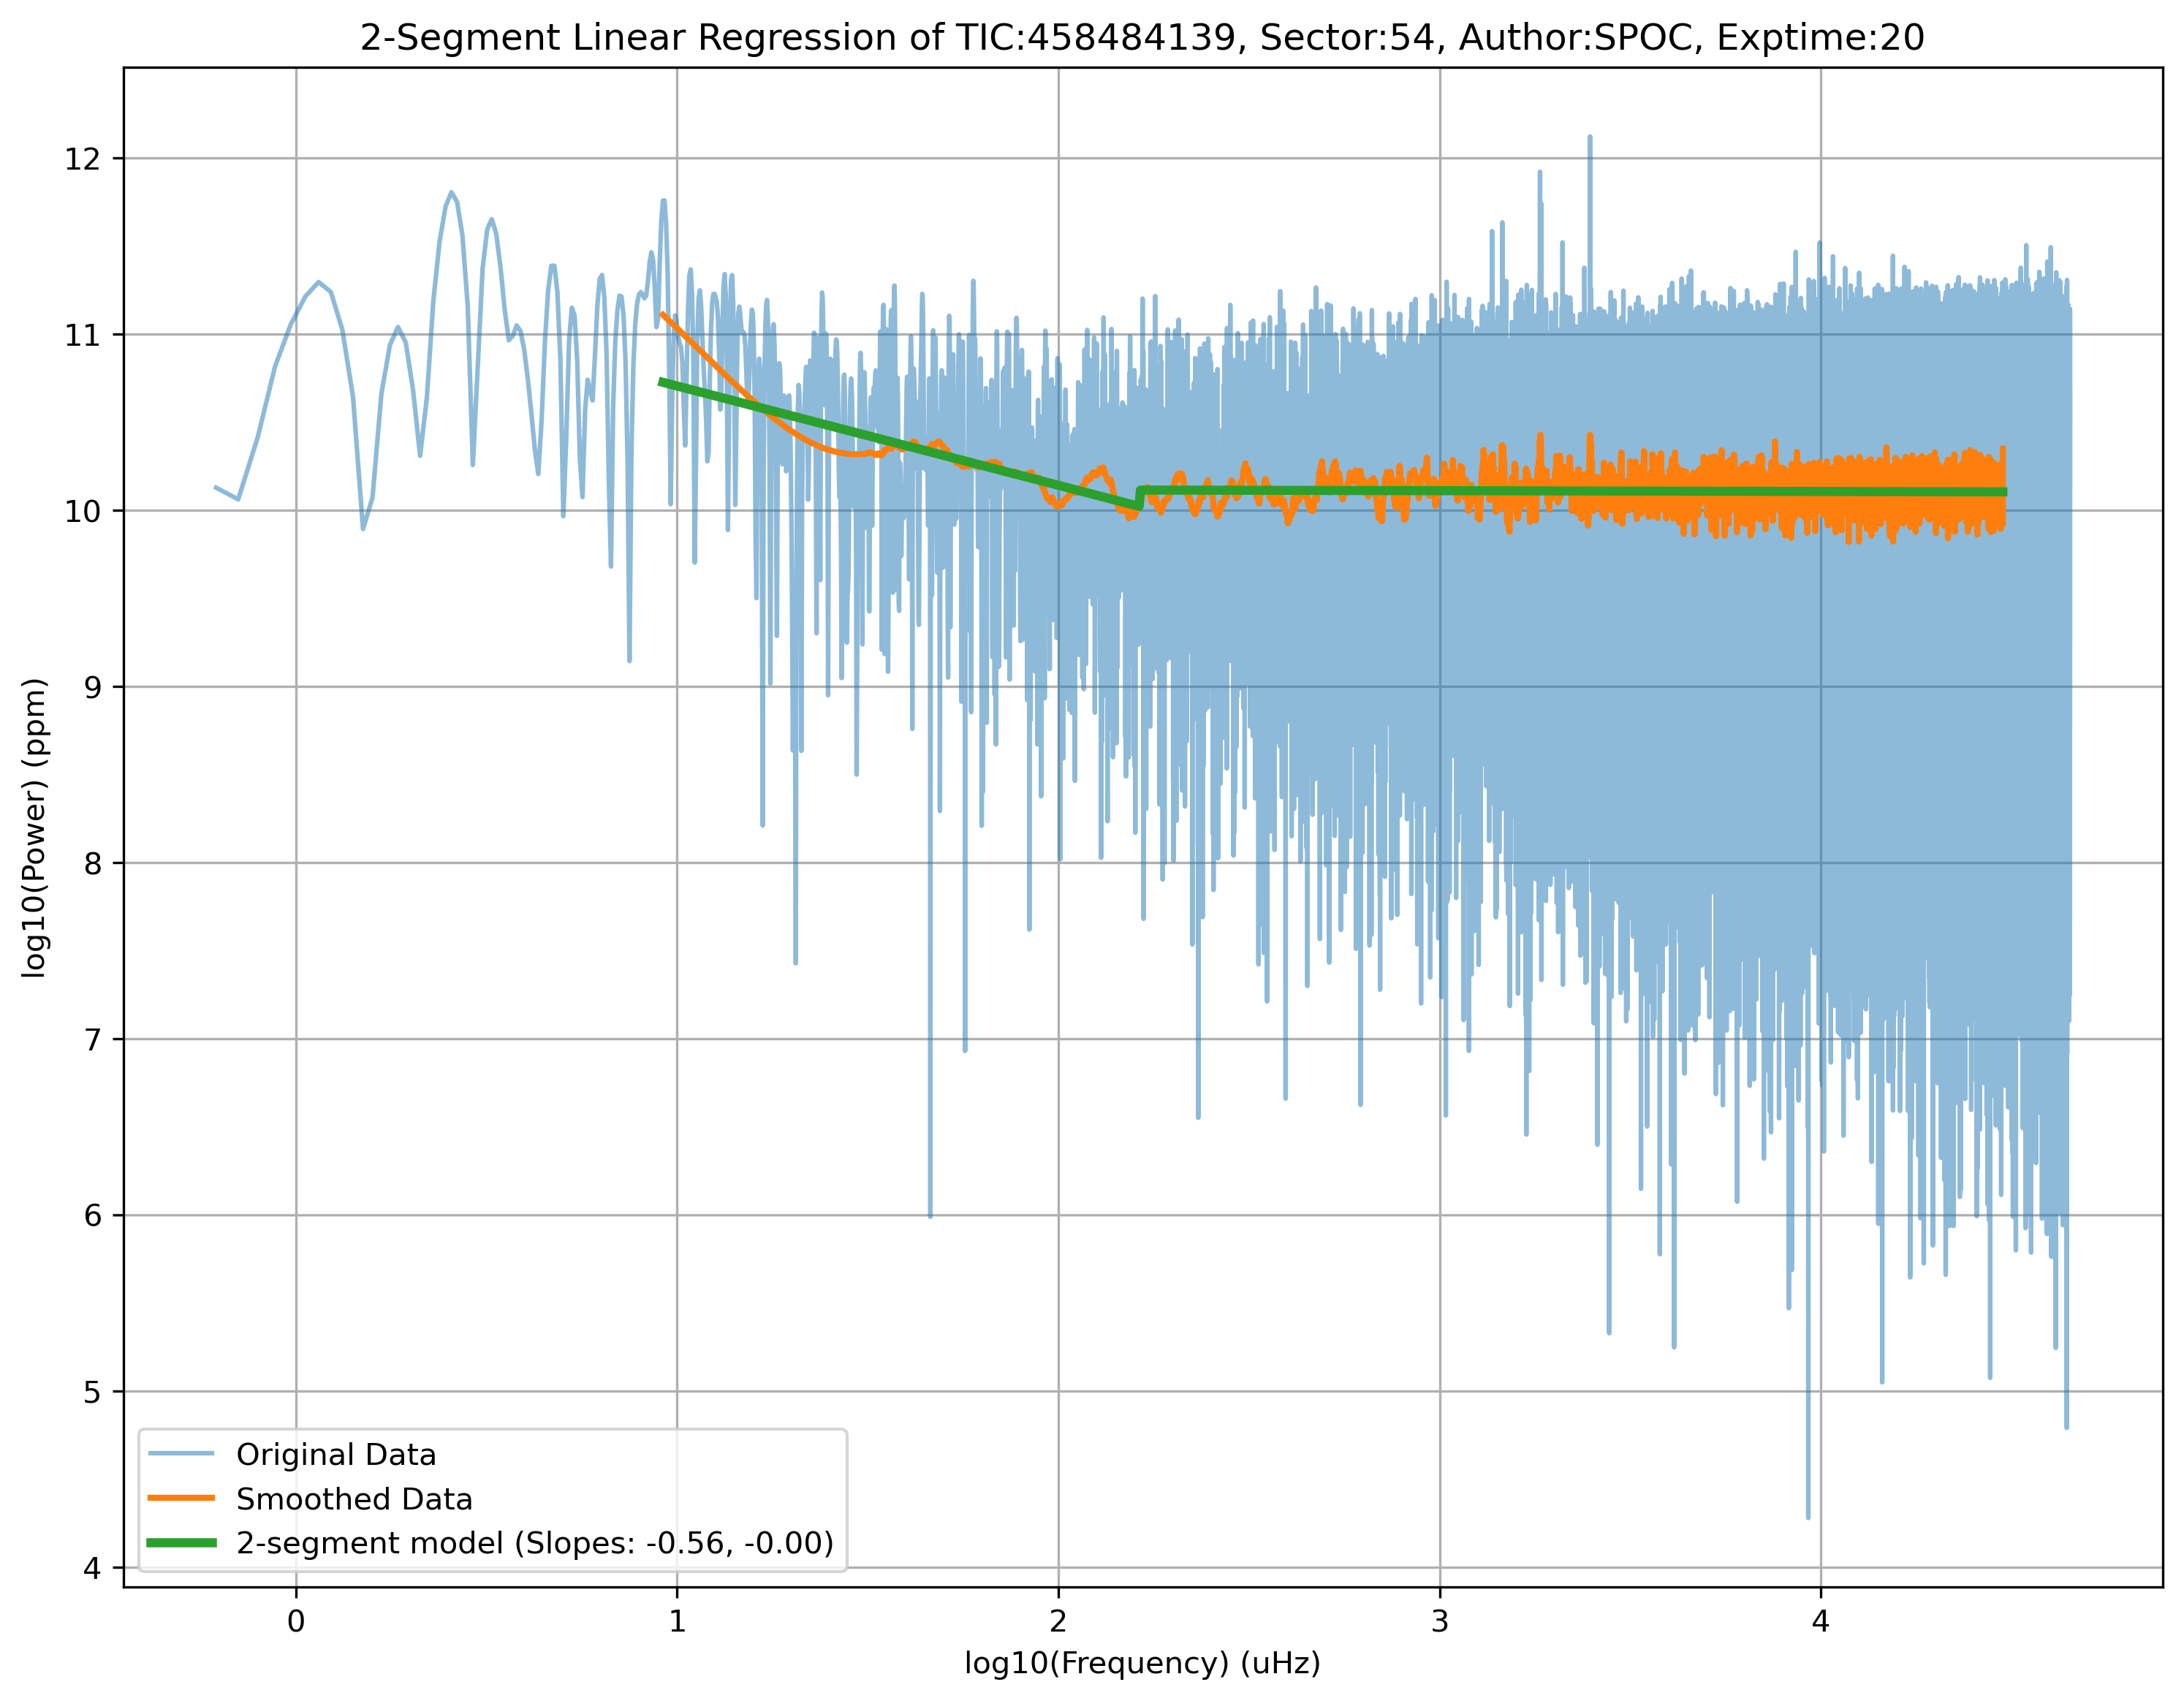 2-Segment Linear Regression of TIC:458484139, Sector:54, Author:SPOC, Exptime:20
12
11
10
9
8
7
6
5
4
log10(Power) (ppm)
Original Data
Smoothed Data
2-segment model (Slopes: -0.56, -0.00)
0 1 2 3 4
log10(Frequency) (uHz)